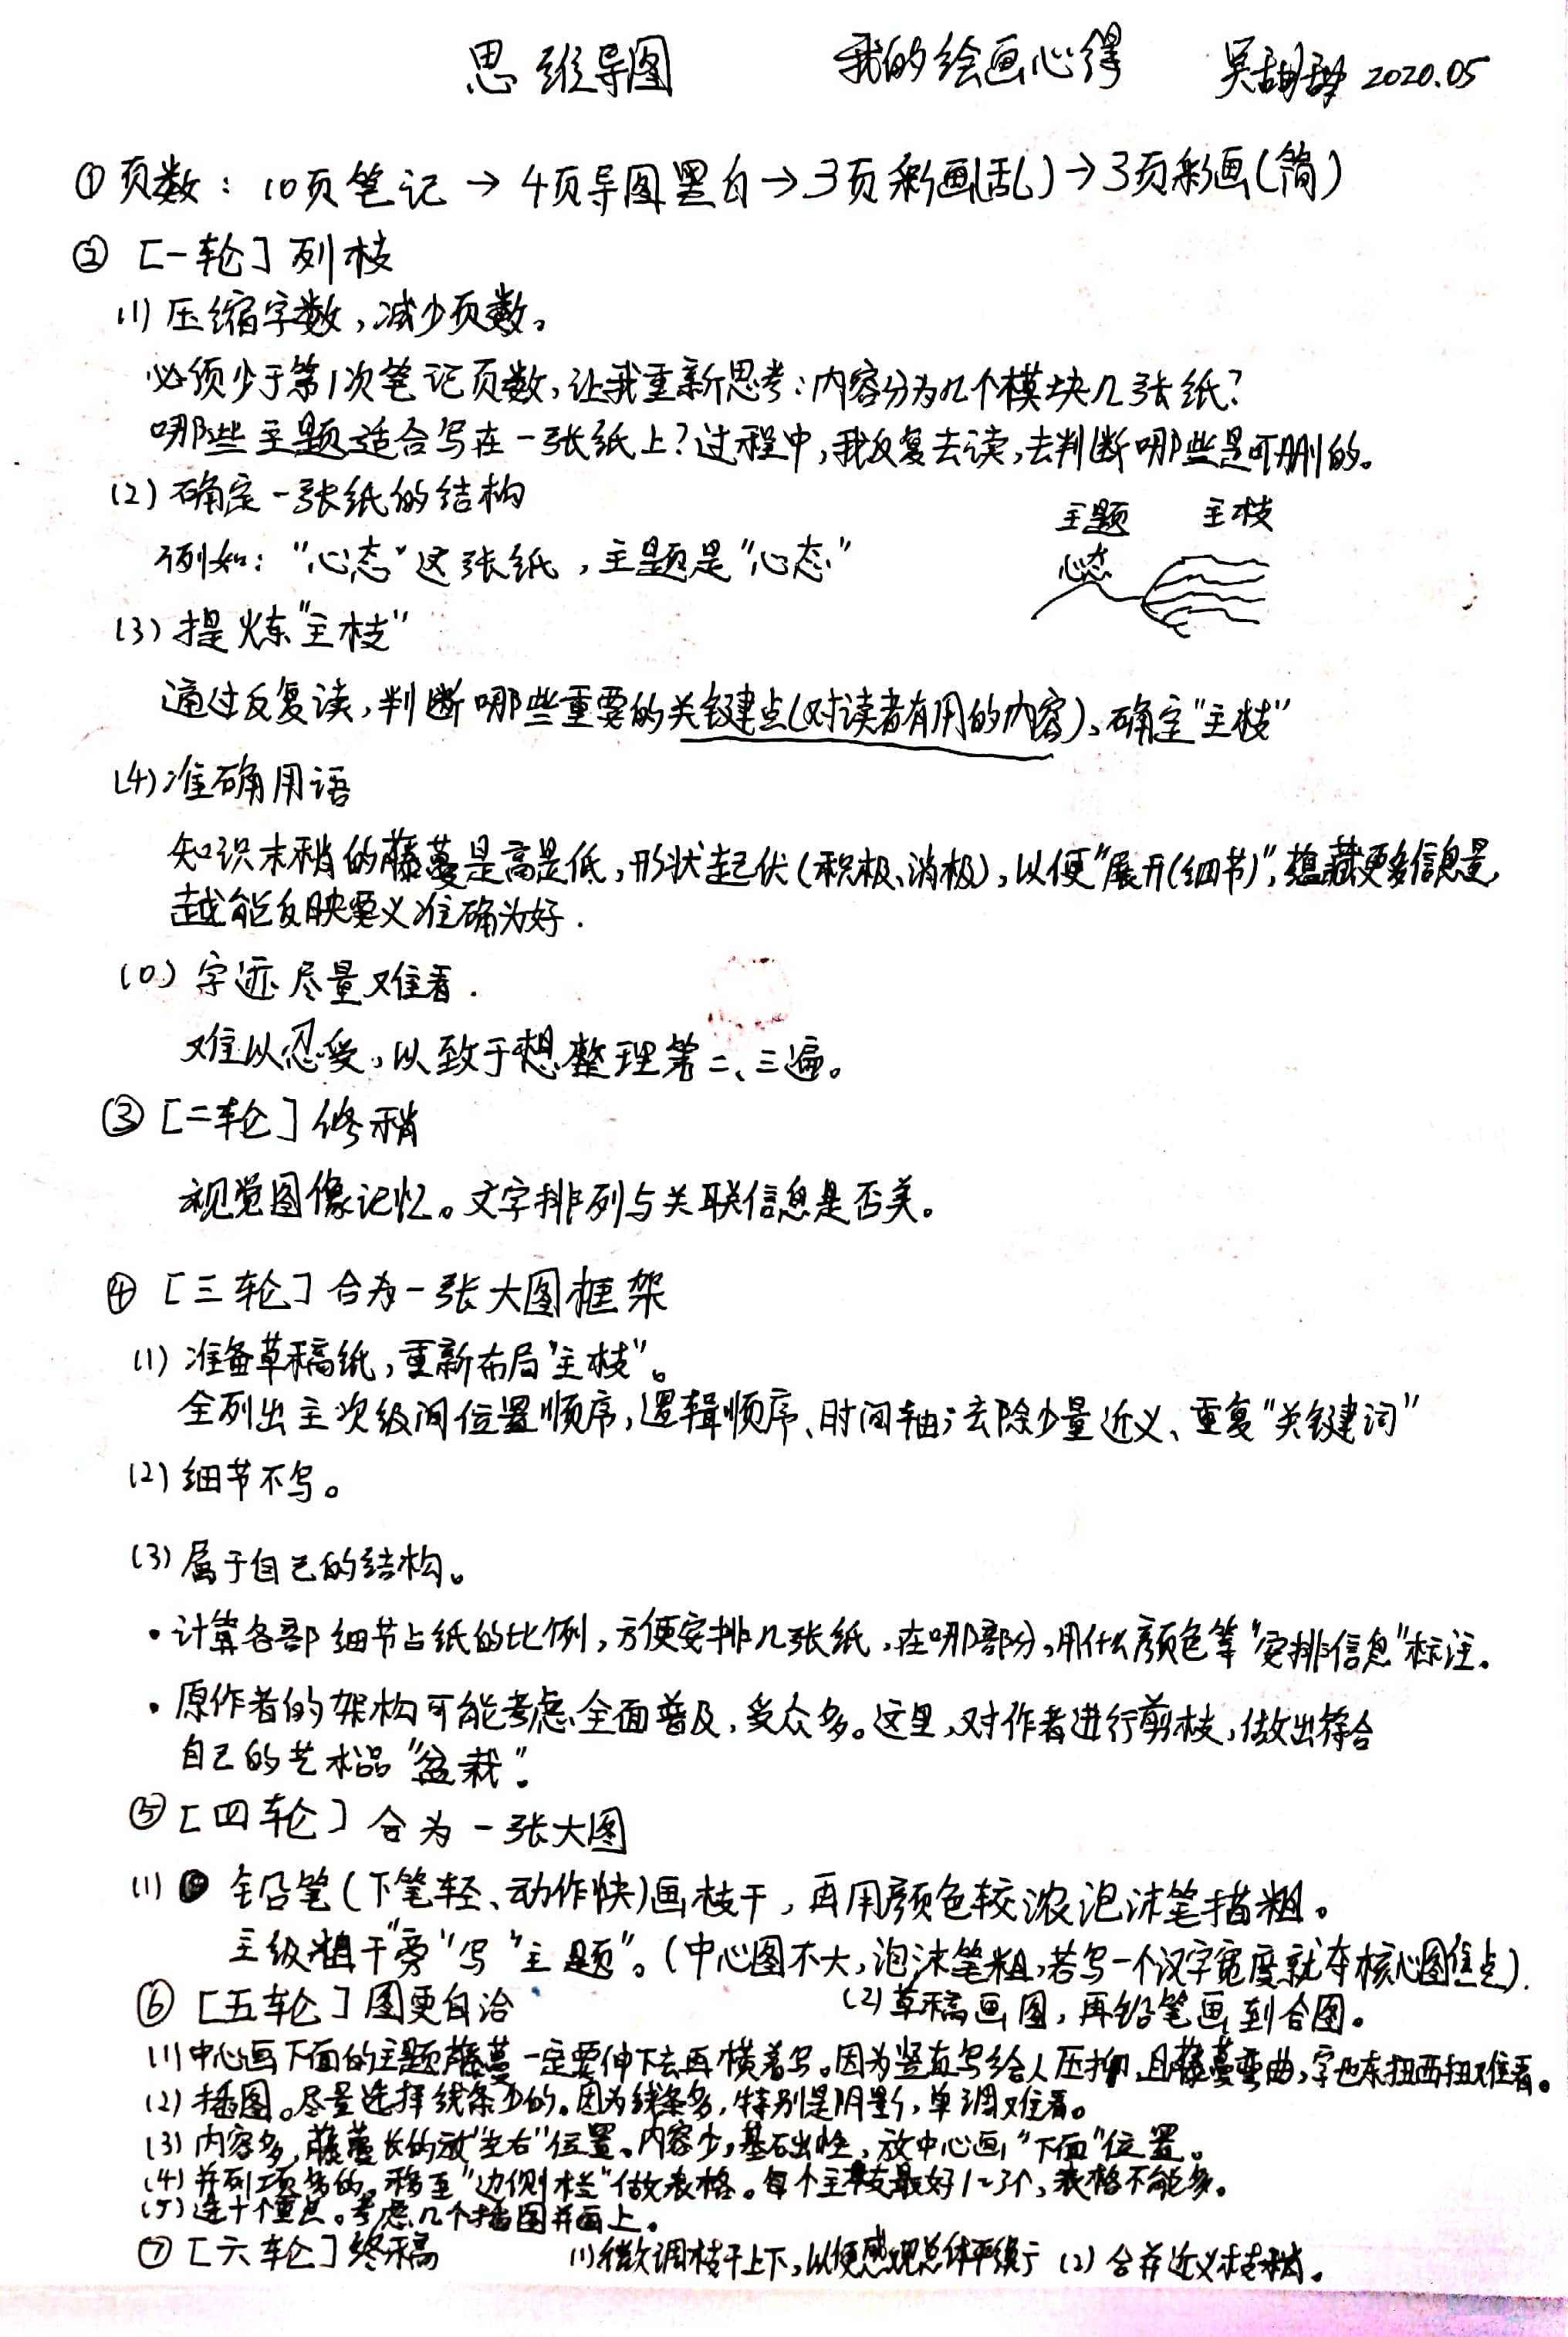 思维导图 我的绘画心得 吴甜甜 2020.05
① 页数：10页笔记→4页导图黑白→3页彩画(乱)→3页彩画(简)
② [一轮] 列枝
(1) 压缩字数，减少页数。
必须少于第1次笔记页数，让我重新思考：内容分为几个模块几张纸？
哪些主题适合写在一张纸上？过程中，我反复去读，去判断哪些是可删的。
(2) 确定一张纸的结构
主题 主枝
例如：“心态”这张纸，主题是“心态”
心态
(3) 提炼“主枝”
通过反复读，判断哪些重要的关键点(对读者有用的内容)、确定“主枝”
(4) 准确用语
知识末稍的藤蔓是高是低，形状起伏(积极、消极)，以便“展开(细节)”，蕴藏更多信息量，
越能反映要义准确为好.
(0) 字迹尽量难看.
难以忍受，以致于想整理第二、三遍。
③ [二轮] 修稍
视觉图像记忆。文字排列与关联信息是否美。
④ [三轮] 合为一张大图框架
(1) 准备草稿纸，重新布局“主枝”。
全列出主次级间位置顺序，逻辑顺序、时间轴；去除少量近义、重复“关键词”
(2) 细节不写。
(3) 属于自己的结构。
·计算各部细节占纸的比例，方便安排几张纸，在哪部分，用什么颜色等“安排信息”标注。
·原作者的架构可能考虑全面普及，受众多。这里，对作者进行剪枝，做出符合
自己的艺术品“盆栽”。
⑤ [四轮] 合为一张大图
(1) 铅笔(下笔轻、动作快)画枝干，再用颜色较浓泡沫笔描粗。
主级粗干“旁”写“主题”。(中心图不大，泡沫笔粗，若写一个汉字宽度就夺核心图焦点).
(2) 草稿画图，再铅笔画到合图。
⑥ [五轮] 图更自洽
(1) 中心画下面的主题藤蔓一定要伸下去再横着写。因为竖直写给人压抑，且藤蔓弯曲，字也东扭西扭难看。
(2) 插图。尽量选择线条少的。因为线条多，特别是阴影，单调难看。
(3) 内容多，藤蔓长的放“左右”位置。内容少，基础性，放中心画“下面”位置。
(4) 并列项多的，移至“边侧栏”做表格。每个主枝最好1~3个，表格不能多。
(5) 选十个重点。考虑几个插图并画上。
⑦ [六轮] 终稿 (1) 微调枝干上下，以便感观总体平衡 (2) 合并近义枝稍。